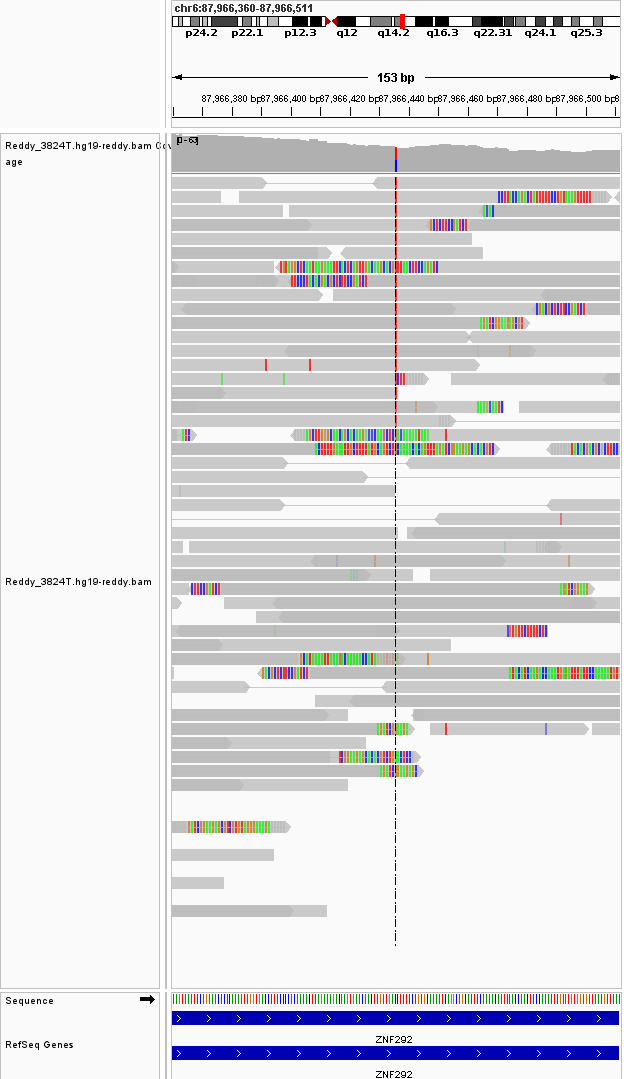 chr6:87,966,360-87,966,511
p24.2 p22.1 p12.3 q12 q14.2 q16.3 q22.31 q24.1 q25.3
153 bp
87,966,380 bp 87,966,400 bp 87,966,420 bp 87,966,440 bp 87,966,460 bp 87,966,480 bp 87,966,500 bp
Reddy_3824T.hg19-reddy.bam Cov
age
[0 - 63]
Reddy_3824T.hg19-reddy.bam
Sequence
ZNF292
RefSeq Genes
ZNF292